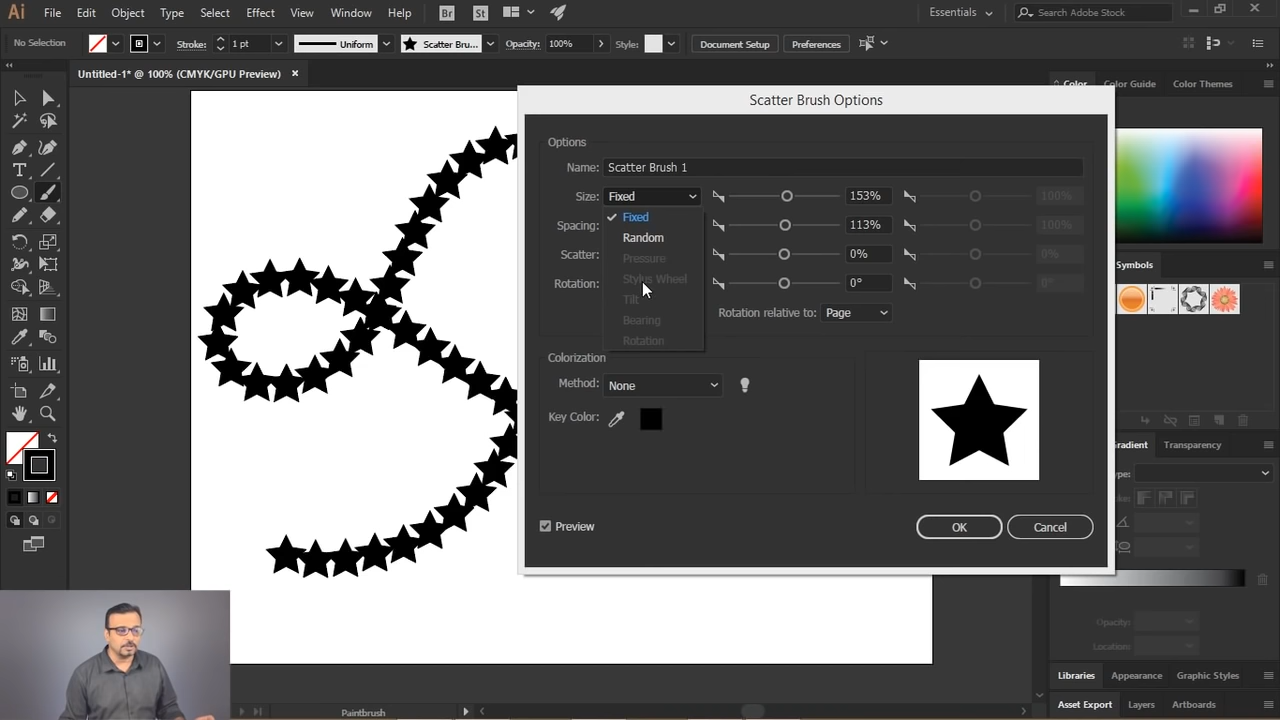 Ai File Edit Object Type Select Effect View Window Help Br St Essentials Search Adobe Stock
No Selection Stroke: 1 pt Uniform Scatter Bru... Opacity: 100% Style: Document Setup Preferences
Untitled-1* @ 100% (CMYK/GPU Preview) ×
Color Color Guide Color Themes
Scatter Brush Options
Options
Name: Scatter Brush 1
Size: Fixed 153% 100%
Fixed
Spacing: 113% 100%
Random
Scatter: 0% 0%
Pressure
Stylus Wheel
Rotation: 0° 0°
Tilt
Rotation relative to: Page
Bearing
Rotation
Colorization
Method: None
Key Color:
Preview
OK Cancel
Symbols
Gradient Transparency
Type:
Opacity:
Location:
Libraries Appearance Graphic Styles
Asset Export Layers Artboards
Paintbrush